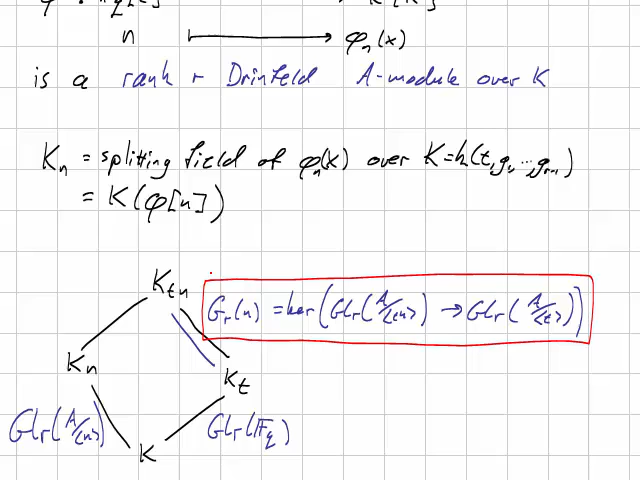 n ⟼ φ_n(x)
is a rank r Drinfeld A-module over K
K_n = splitting field of φ_n(x) over K = k(t, g_1, ..., g_{r-1})
= K(φ[n])
K_{tn}
G_r(n) = ker(GL_r(A/<tn>) → GL_r(A/<t>))
K_n
K_t
GL_r(A/<n>)
GL_r(F_q)
K